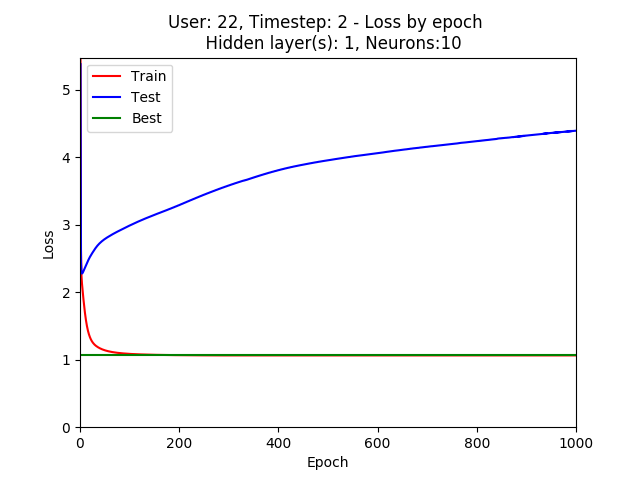 User: 22, Timestep: 2 - Loss by epoch
Hidden layer(s): 1, Neurons:10
Train
Test
Best
5
4
3
2
1
0
Loss
0 200 400 600 800 1000
Epoch